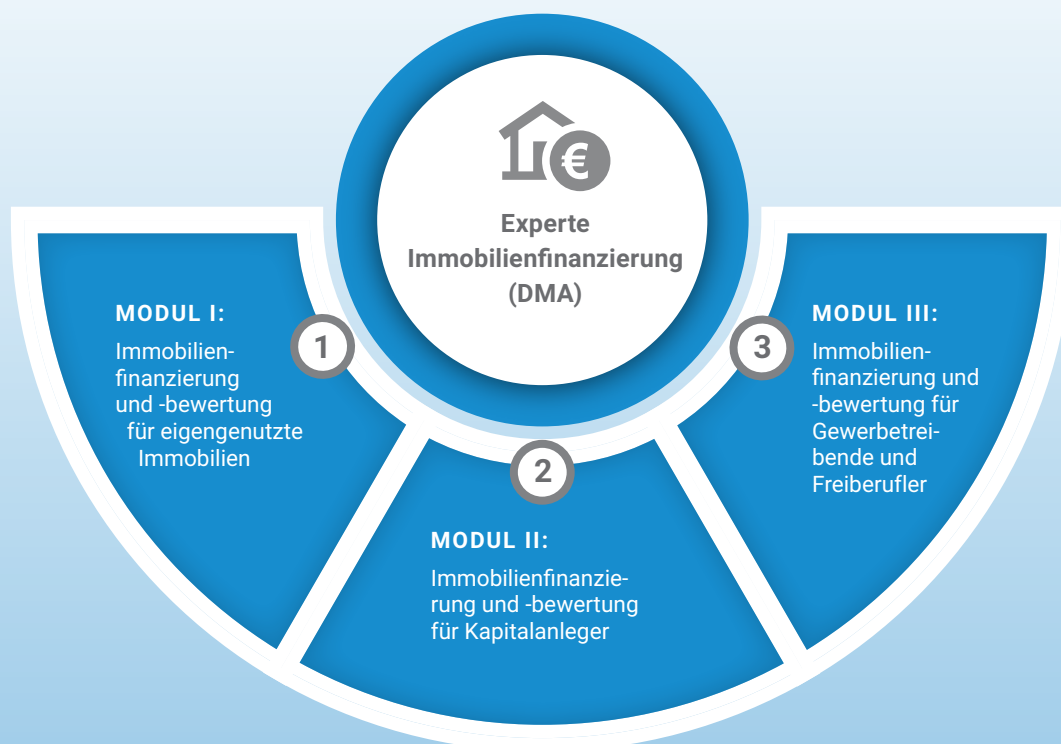 €
Experte
Immobilienfinanzierung
(DMA)
1
MODUL I:
Immobilien-
finanzierung
und -bewertung
für eigengenutzte
Immobilien
2
MODUL II:
Immobilienfinanzie-
rung und -bewertung
für Kapitalanleger
3
MODUL III:
Immobilien-
finanzierung und
-bewertung für
Gewerbetrei-
bende und
Freiberufler